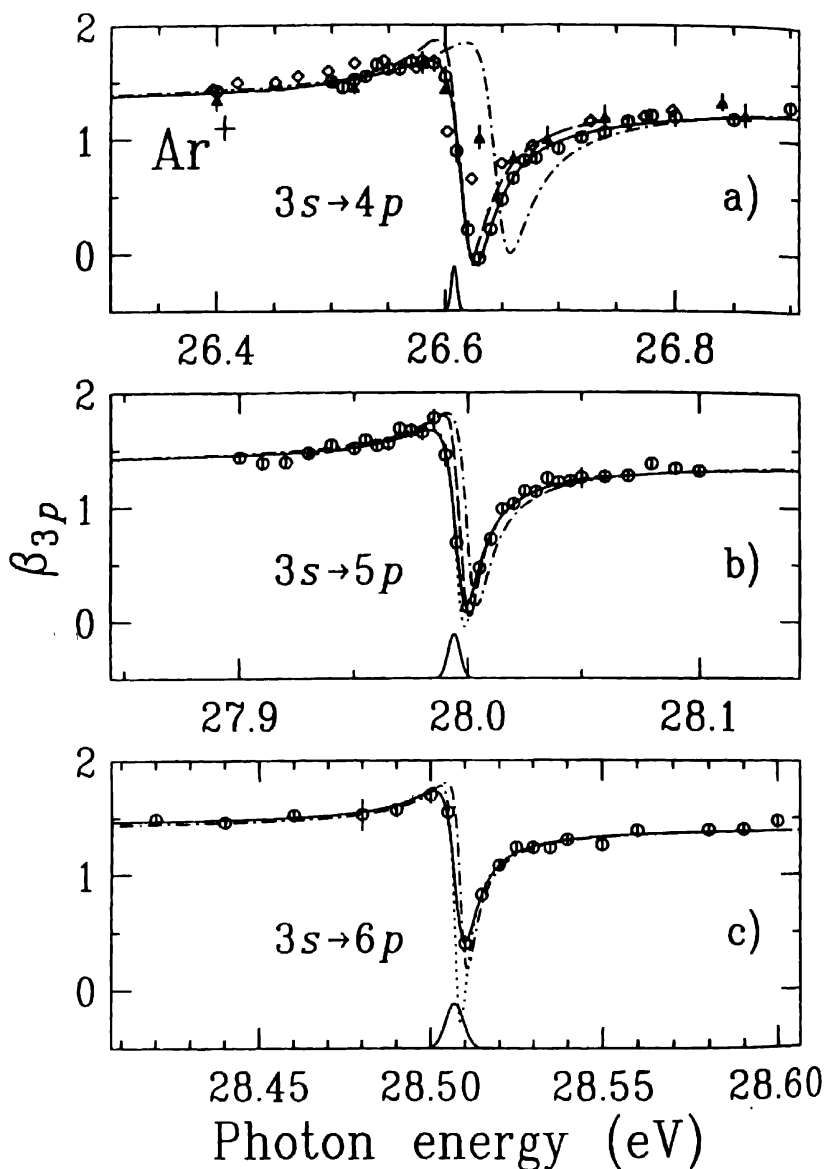 2
1
0
Ar⁺
3s→4p
a)
26.4 26.6 26.8
2
1
0
3s→5p
b)
27.9 28.0 28.1
2
1
0
3s→6p
c)
28.45 28.50 28.55 28.60
β₃ₚ
Photon energy (eV)